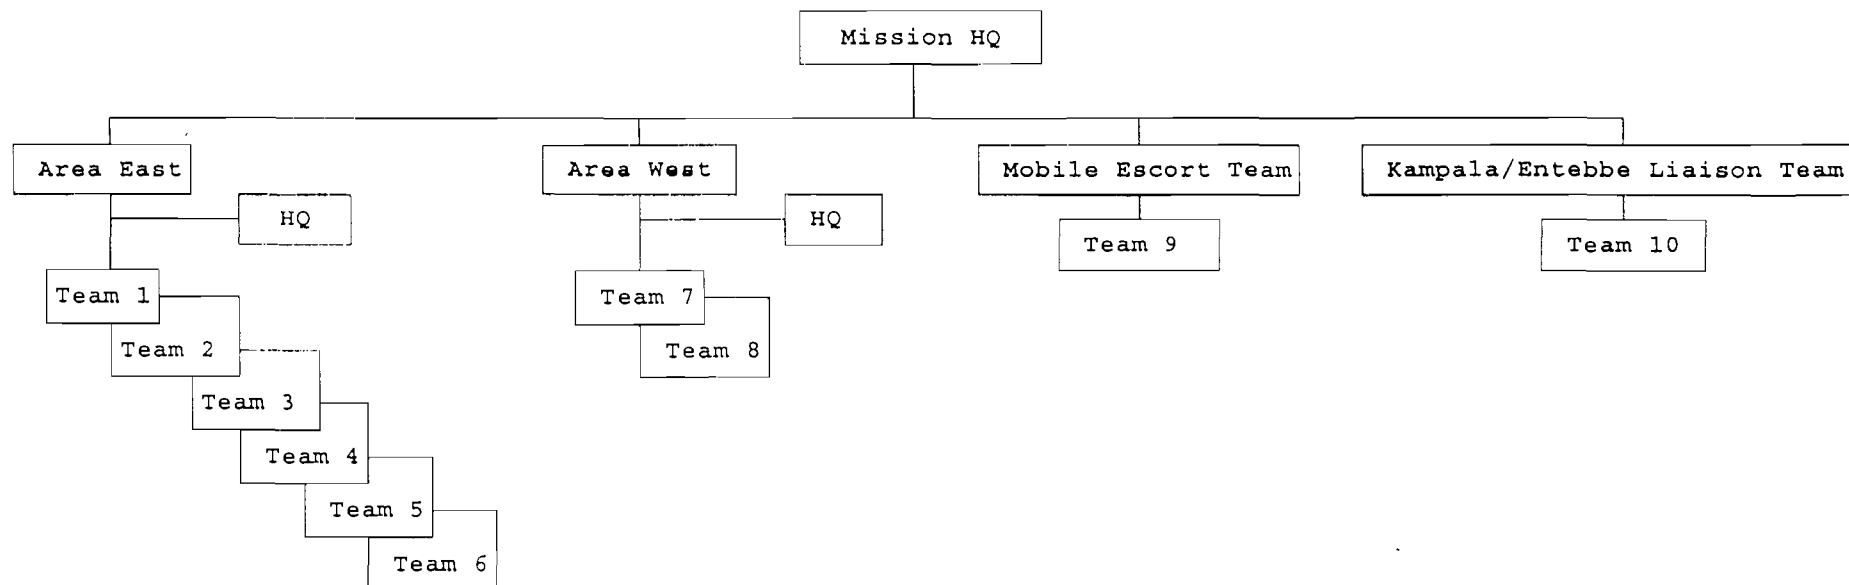 Mission HQ
Area East
Area West
Mobile Escort Team
Kampala/Entebbe Liaison Team
HQ
HQ
Team 9
Team 10
Team 1
Team 7
Team 2
Team 8
Team 3
Team 4
Team 5
Team 6